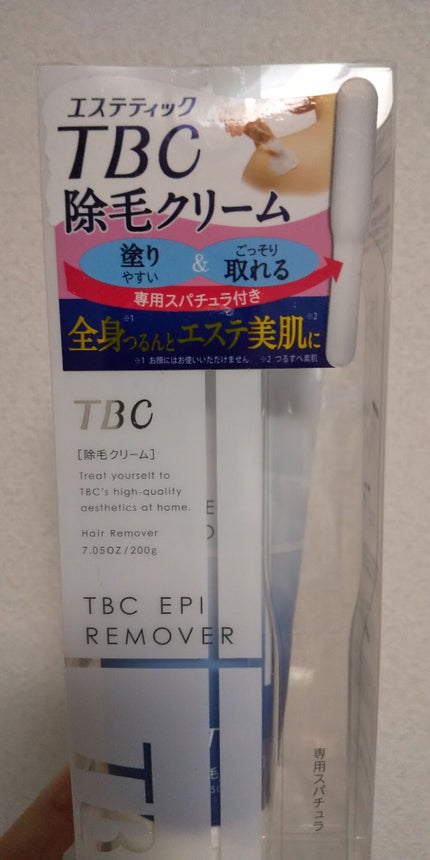 エステティック
TBC
除毛クリーム
塗り
やすい
&
ごっそり
取れる
専用スパチュラ付き
全身※1つるんとエステ美肌に※2
※1 お顔にはお使いいただけません ※2 つるすべ素肌
TBC
[除毛クリーム]
Treat yourself to
TBC's high-quality
aesthetics at home.
Hair Remover
7.05OZ/200g
TBC EPI
REMOVER
専用スパチュラ
TB